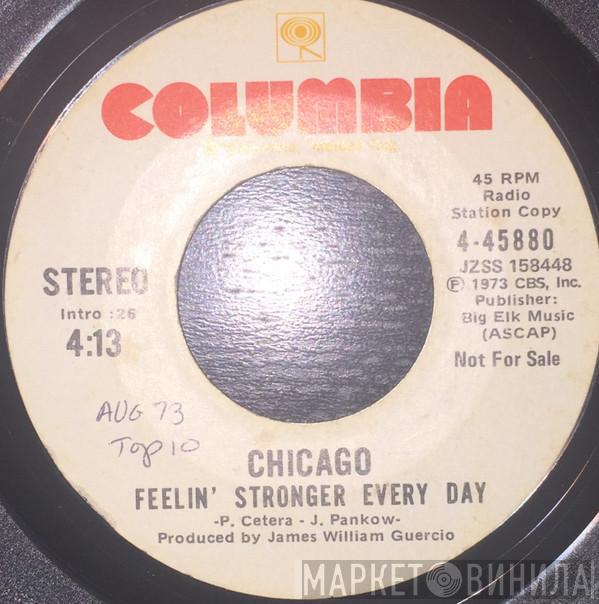 COLUMBIA
45 RPM
Radio
Station Copy
4-45880
JZSS 158448
Ⓟ 1973 CBS, Inc.
Publisher:
Big Elk Music
(ASCAP)
Not For Sale
STEREO
Intro :26
4:13
AUG 73
Top 10
CHICAGO
FEELIN' STRONGER EVERY DAY
-P. Cetera - J. Pankow-
Produced by James William Guercio
МАРКЕТ ВИНИЛА